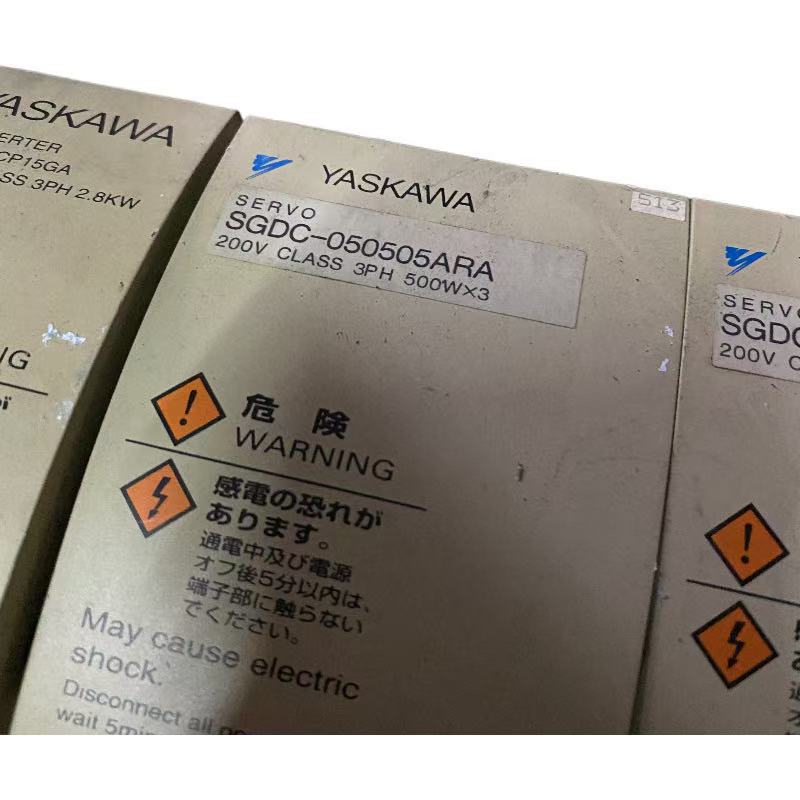 YASKAWA
ERTER
CP15GA
SS 3PH 2.8KW
NG
YASKAWA
513
SERVO
SGDC-050505ARA
200V CLASS 3PH 500W×3
危 険
WARNING
感電の恐れが
あります。
通電中及び電源
オフ後5分以内は、
端子部に触らない
でください。
May cause electric
shock.
Disconnect all
wait 5min
SERVO
SGDC
200V